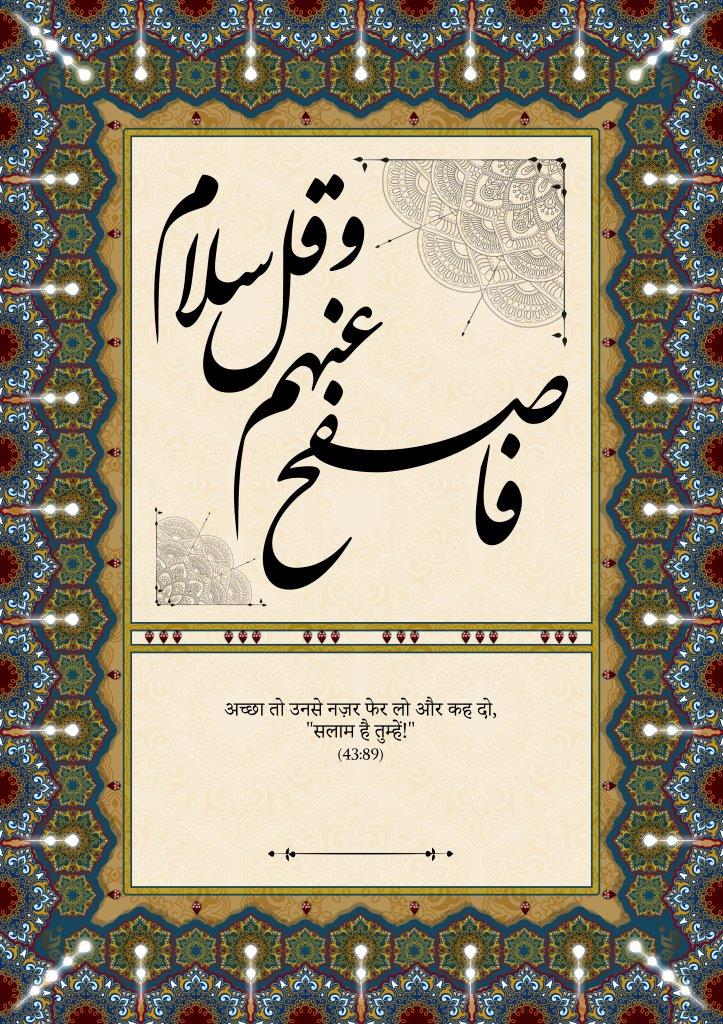 فاصفح
عنهم
وقل سلام
अच्छा तो उनसे नज़र फेर लो और कह दो,
"सलाम है तुम्हें!"
(43:89)